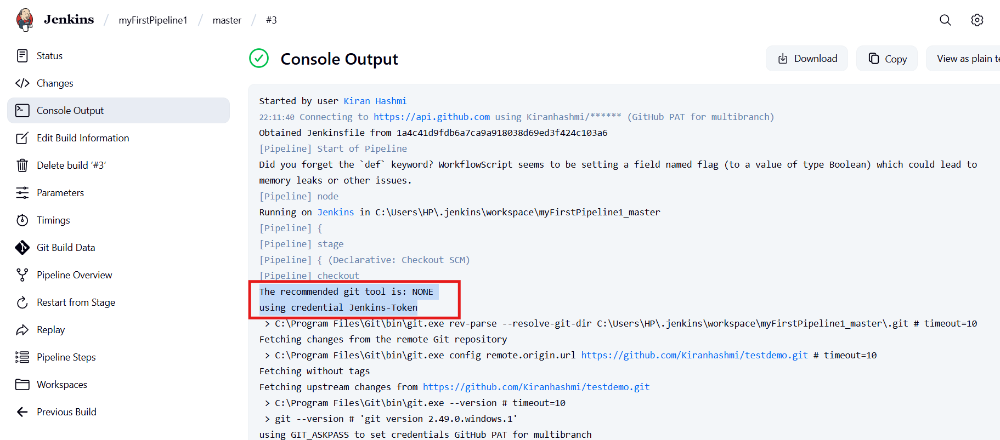 Jenkins / myFirstPipeline1 / master / #3
Status
Changes
Console Output
Edit Build Information
Delete build ‘#3’
Parameters
Timings
Git Build Data
Pipeline Overview
Restart from Stage
Replay
Pipeline Steps
Workspaces
Previous Build
Console Output
Download
Copy
View as plain te
Started by user Kiran Hashmi
22:11:40 Connecting to https://api.github.com using Kiranhashmi/****** (GitHub PAT for multibranch)
Obtained Jenkinsfile from 1a4c41d9fdb6a7ca9a918038d69ed3f424c103a6
[Pipeline] Start of Pipeline
Did you forget the `def` keyword? WorkflowScript seems to be setting a field named flag (to a value of type Boolean) which could lead to
memory leaks or other issues.
[Pipeline] node
Running on Jenkins in C:\Users\HP\.jenkins\workspace\myFirstPipeline1_master
[Pipeline] {
[Pipeline] stage
[Pipeline] { (Declarative: Checkout SCM)
[Pipeline] checkout
The recommended git tool is: NONE
using credential Jenkins-Token
> C:\Program Files\Git\bin\git.exe rev-parse --resolve-git-dir C:\Users\HP\.jenkins\workspace\myFirstPipeline1_master\.git # timeout=10
Fetching changes from the remote Git repository
> C:\Program Files\Git\bin\git.exe config remote.origin.url https://github.com/Kiranhashmi/testdemo.git # timeout=10
Fetching without tags
Fetching upstream changes from https://github.com/Kiranhashmi/testdemo.git
> C:\Program Files\Git\bin\git.exe --version # timeout=10
> git --version # 'git version 2.49.0.windows.1'
using GIT_ASKPASS to set credentials GitHub PAT for multibranch